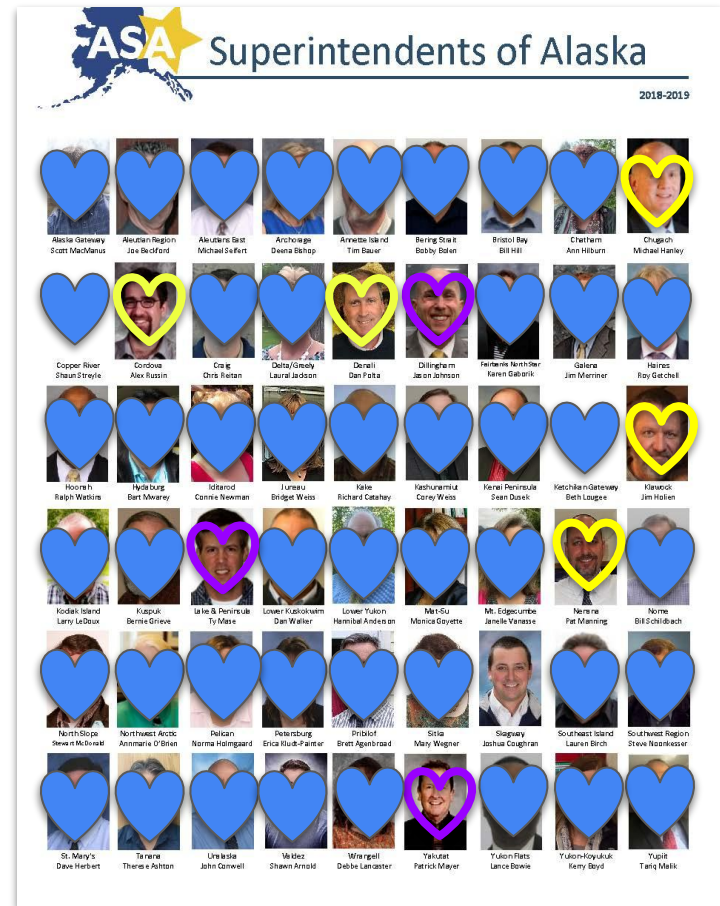 ASA
Superintendents of Alaska
2018-2019
Alaska Gateway
Scott MacManus
Aleutian Region
Joe Beckford
Aleutians East
Michael Seifert
Anchorage
Deena Bishop
Annette Island
Tim Bauer
Bering Strait
Bobby Bolen
Bristol Bay
Bill Hill
Chatham
Ann Hilburn
Chugach
Michael Hanley
Copper River
Shaun Streyle
Cordova
Alex Russin
Craig
Chris Reitan
Delta/Greely
Laural Jackson
Denali
Dan Polta
Dillingham
Jason Johnson
Fairbanks North Star
Karen Gaborik
Galena
Jim Merriner
Haines
Roy Getchell
Hoonah
Ralph Watkins
Hydaburg
Bart Mwarey
Iditarod
Connie Newman
Juneau
Bridget Weiss
Kake
Richard Catahay
Kashunamiut
Corey Weiss
Kenai Peninsula
Sean Dusek
Ketchikan Gateway
Beth Lougee
Klawock
Jim Holien
Kodiak Island
Larry LeDoux
Kuspuk
Bernie Grieve
Lake & Peninsula
Ty Mase
Lower Kuskokwim
Dan Walker
Lower Yukon
Hannibal Anderson
Mat-Su
Monica Goyette
Mt. Edgecumbe
Janelle Vanasse
Nenana
Pat Manning
Nome
Bill Schildbach
North Slope
Stewart McDonald
Northwest Arctic
Annmarie O'Brien
Pelican
Norma Holmgaard
Petersburg
Erica Kludt-Painter
Pribilof
Brett Agenbroad
Sitka
Mary Wegner
Skagway
Joshua Coughran
Southeast Island
Lauren Birch
Southwest Region
Steve Noonkesser
St. Mary's
Dave Herbert
Tanana
Therese Ashton
Unalaska
John Conwell
Valdez
Shawn Arnold
Wrangell
Debbe Lancaster
Yakutat
Patrick Mayer
Yukon Flats
Lance Bowie
Yukon-Koyukuk
Kerry Boyd
Yupiit
Tariq Malik